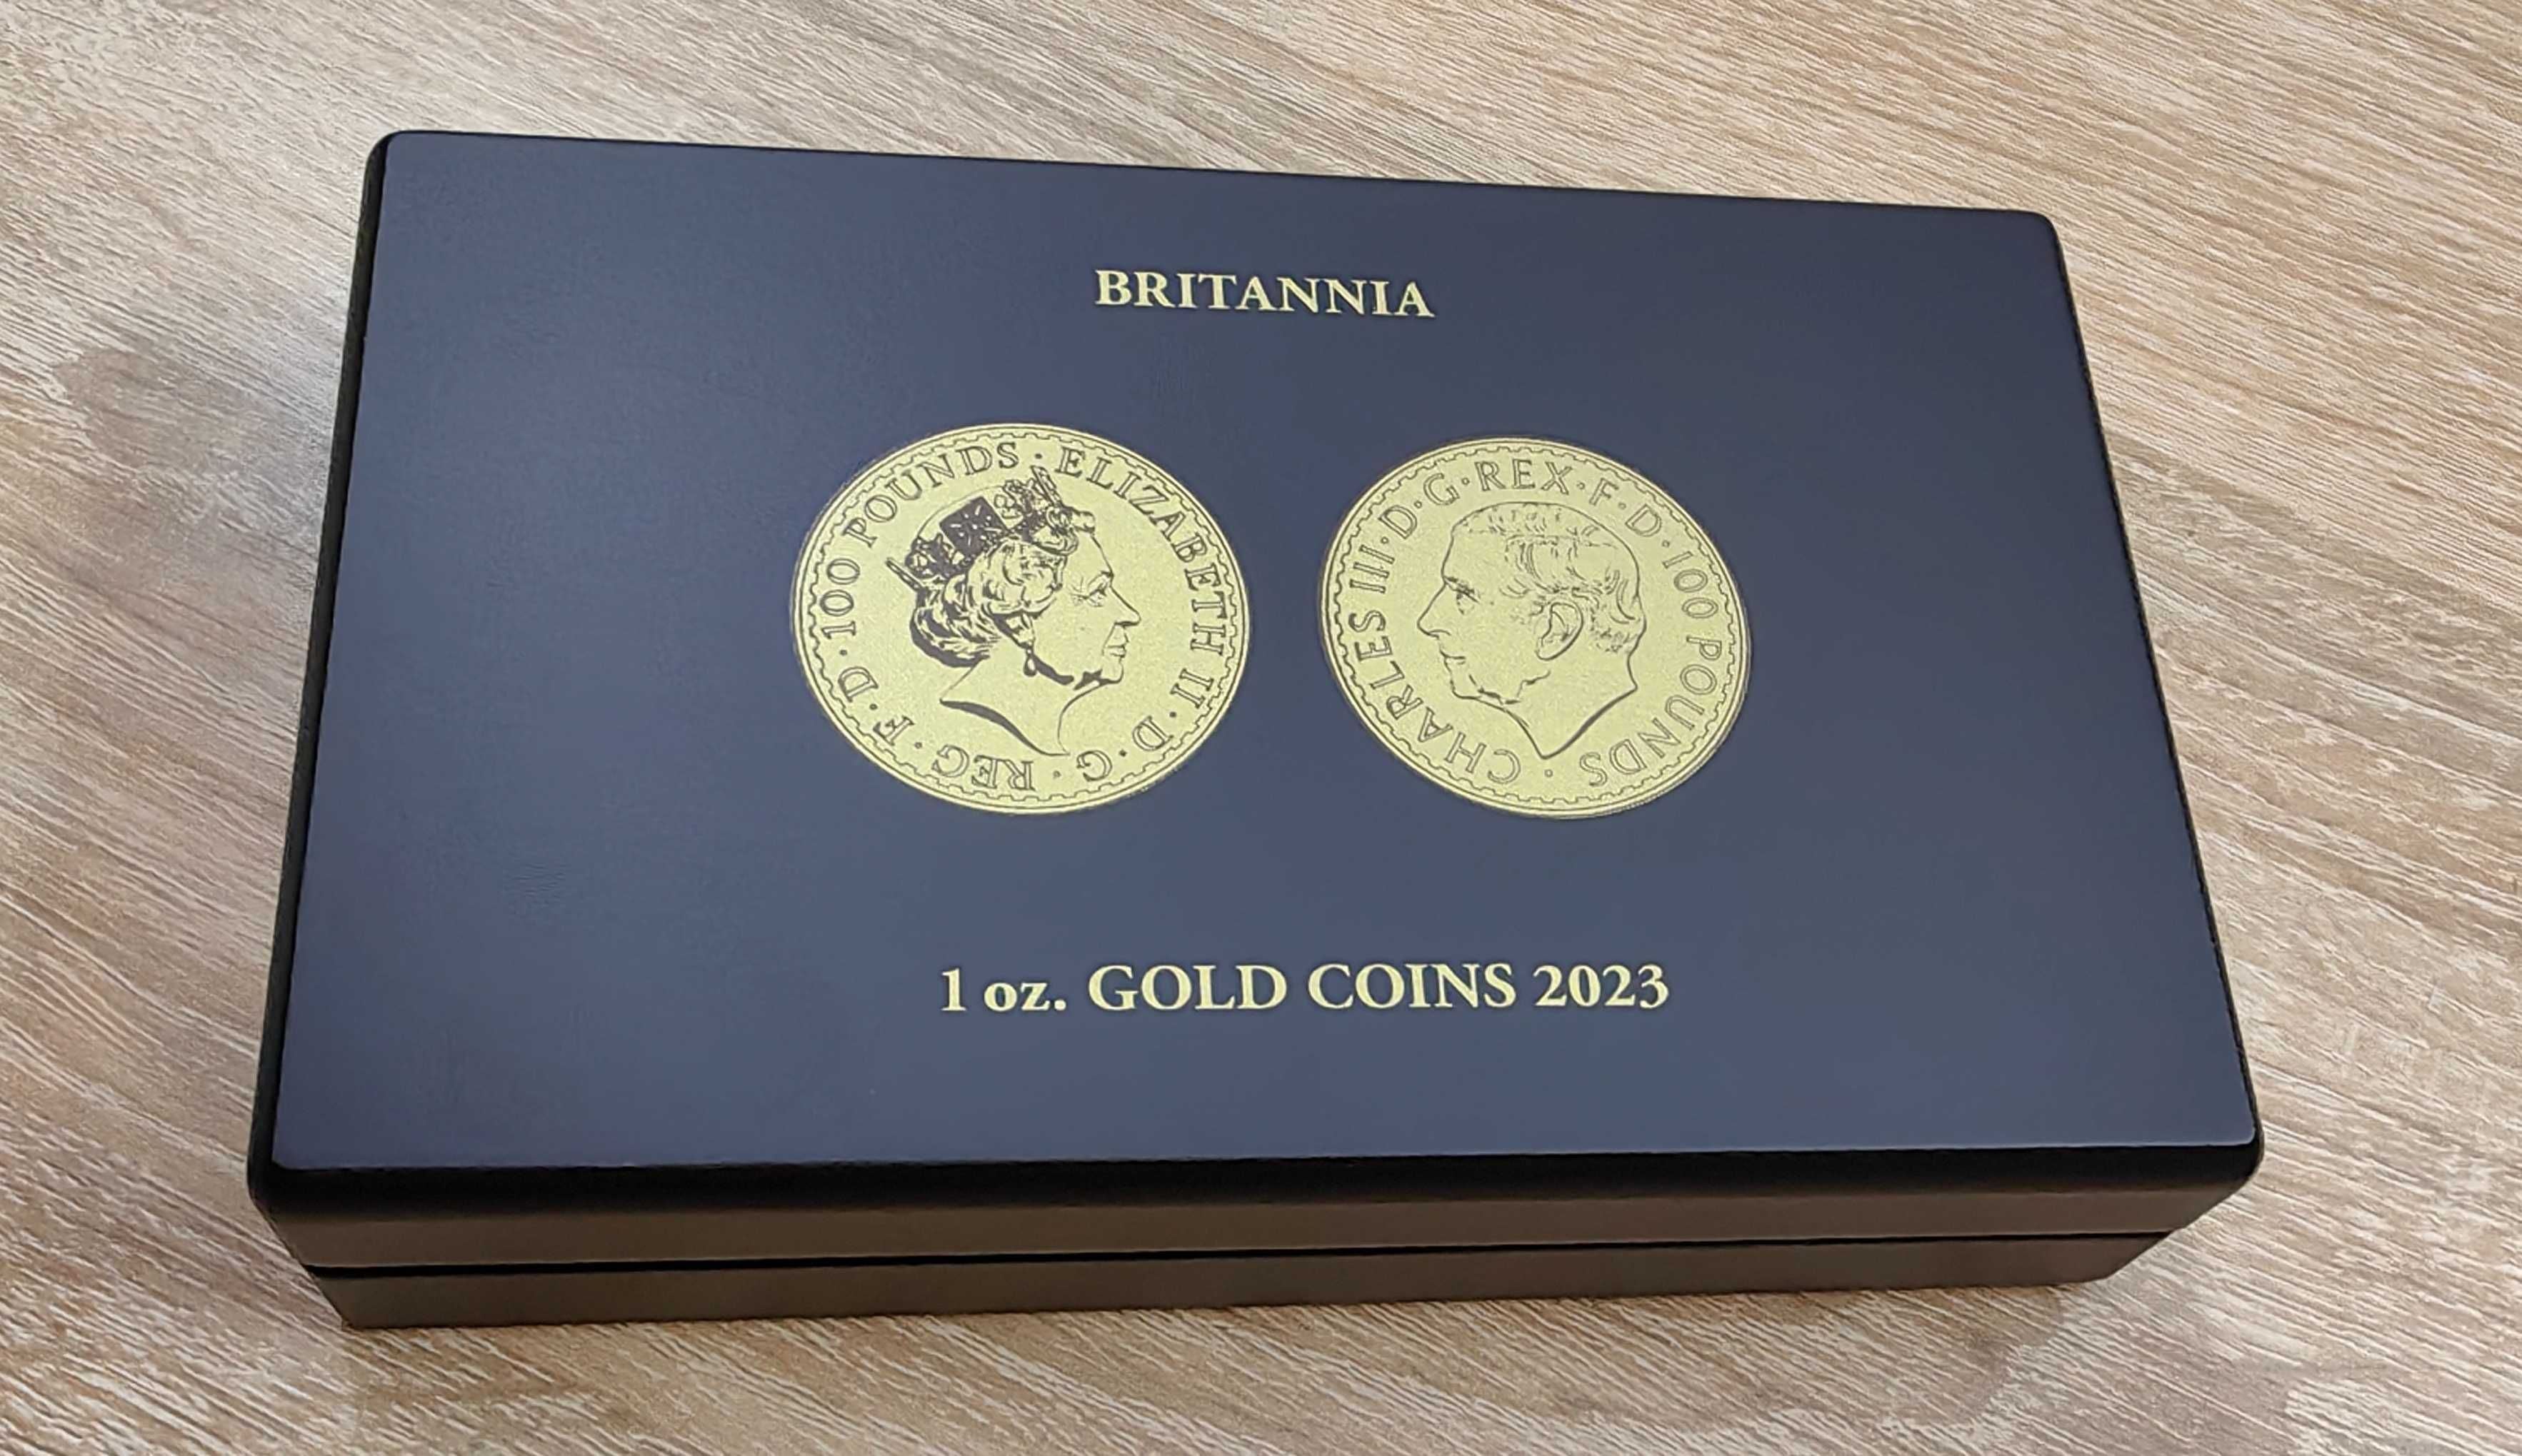 BRITANNIA
ELIZABETH II · D · G · REG · F · D · 100 POUNDS ·
CHARLES III · D · G · REX · F · D · 100 POUNDS ·
1 oz. GOLD COINS 2023